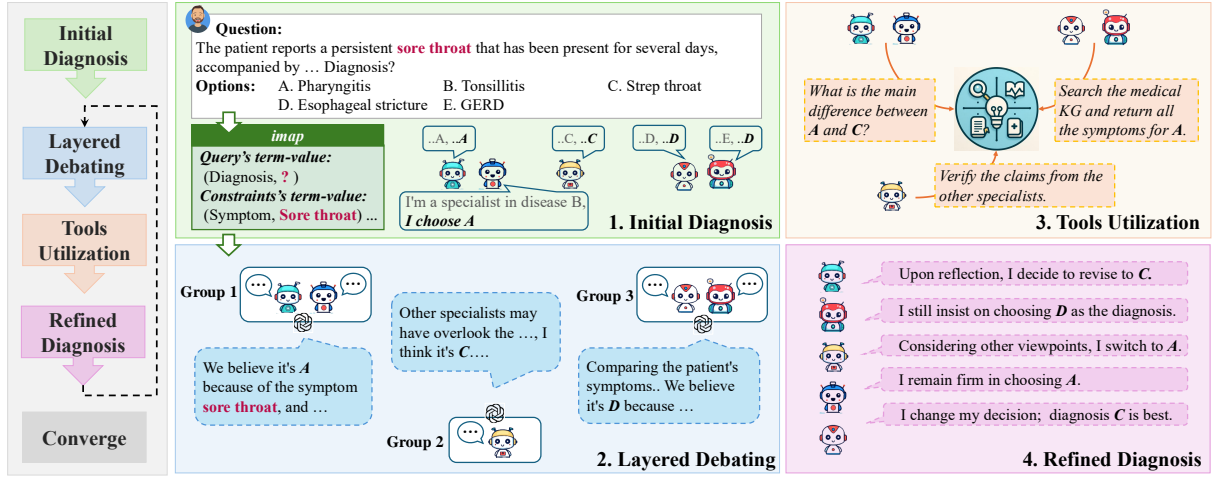 Initial
Diagnosis
Layered
Debating
Tools
Utilization
Refined
Diagnosis
Converge
Question:
The patient reports a persistent sore throat that has been present for several days,
accompanied by … Diagnosis?
Options: A. Pharyngitis B. Tonsillitis C. Strep throat
D. Esophageal stricture E. GERD
imap
Query's term-value:
(Diagnosis, ? )
Constraints's term-value:
(Symptom, Sore throat) ...
..A, ..A
..C, ..C
..D, ..D
..E, ..D
I'm a specialist in disease B,
I choose A
1. Initial Diagnosis
Group 1
We believe it's A
because of the symptom
sore throat, and …
Other specialists may
have overlook the …, I
think it's C….
Group 2
Group 3
Comparing the patient's
symptoms.. We believe
it's D because …
2. Layered Debating
What is the main
difference between
A and C?
Search the medical
KG and return all
the symptoms for A.
Verify the claims from the
other specialists.
3. Tools Utilization
Upon reflection, I decide to revise to C.
I still insist on choosing D as the diagnosis.
Considering other viewpoints, I switch to A.
I remain firm in choosing A.
I change my decision; diagnosis C is best.
4. Refined Diagnosis